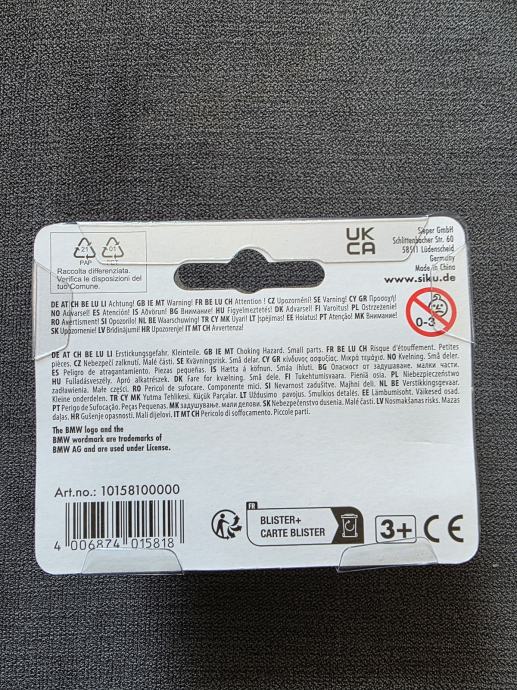 UK
CA
Sieper GmbH
Schlittenbacher Str. 60
58511 Lüdenscheid
Germany
Made in China
www.siku.de
21
PAP
01
PET
Raccolta differenziata.
Verifica le disposizioni del
tuo Comune.
0-3
DE AT CH BE LU LI Achtung! GB IE MT Warning! FR BE LU CH Attention ! CZ Upozornění! SE Varning! CY GR Προσοχή!
NO Advarsel! ES Atención! IS Aðvörun! BG Внимание! HU Figyelmeztetés! DK Advarsel! FI Varoitus! PL Ostrzeżenie!
RO Avertisment! SI Opozorilo! NL BE Waarschuwing! TR CY MK Uyarı! LT Įspėjimas! EE Hoiatus! PT Atenção! MK Внимание!
SK Upozornenie! LV Brīdinājums! HR Upozorenje! IT MT CH Avvertenza!
DE AT CH BE LU LI Erstickungsgefahr. Kleinteile. GB IE MT Choking Hazard. Small parts. FR BE LU CH Risque d'étouffement. Petites
pièces. CZ Nebezpečí zalknutí. Malé části. SE Kvävningsrisk. Små delar. CY GR κίνδυνος ασφυξίας. Μικρά τεμάχια. NO Kvelning. Små deler.
ES Peligro de atragantamiento. Piezas pequeñas. IS Hætta á köfnun. Smáa hluti. BG Опасност от задушаване. малки части.
HU Fulladásveszély. Apró alkatrészek. DK Fare for kvælning. Små dele. FI Tukehtumisvaara. Pieniä osia. PL Niebezpieczeństwo
zadławienia. Małe części. RO Pericol de sufocare. Componente mici. SI Nevarnost zadušitve. Majhni deli. NL BE Verstikkingsgevaar.
Kleine onderdelen. TR CY MK Yutma Tehlikesi. Küçük Parçalar. LT Uždusimo pavojus. Smulkios detalės. EE Lämbumisoht. Väikesed osad.
PT Perigo de Sufocação. Peças Pequenas. MK задушување. мали делови. SK Nebezpečenstvo dusenia. Malé časti. LV Nosmakšanas risks. Mazas
daļas. HR Gušenje opasnosti. Mali dijelovi. IT MT CH Pericolo di soffocamento. Piccole parti.
The BMW logo and the
BMW wordmark are trademarks of
BMW AG and are used under License.
Art.no.: 10158100000
4 006874 015818
FR
BLISTER+
CARTE BLISTER
3+
CE